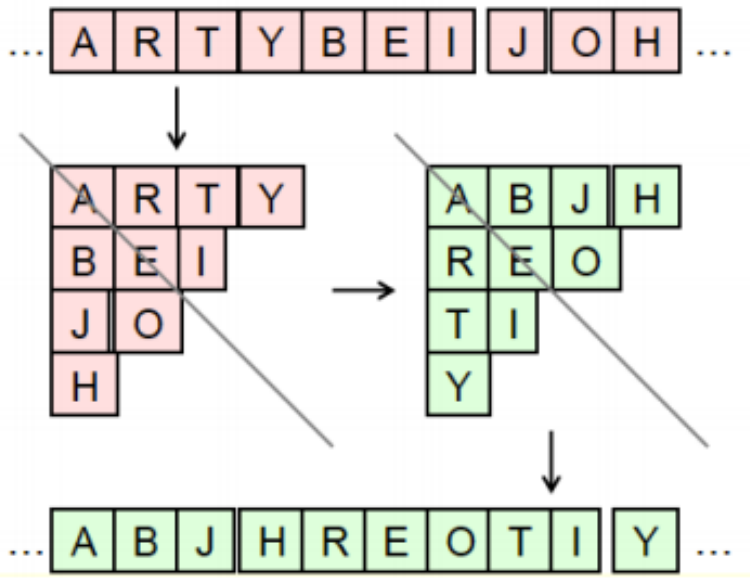 ... A R T Y B E I J O H ...
A R T Y
B E I
J O
H
A B J H
R E O
T I
Y
... A B J H R E O T I Y ...